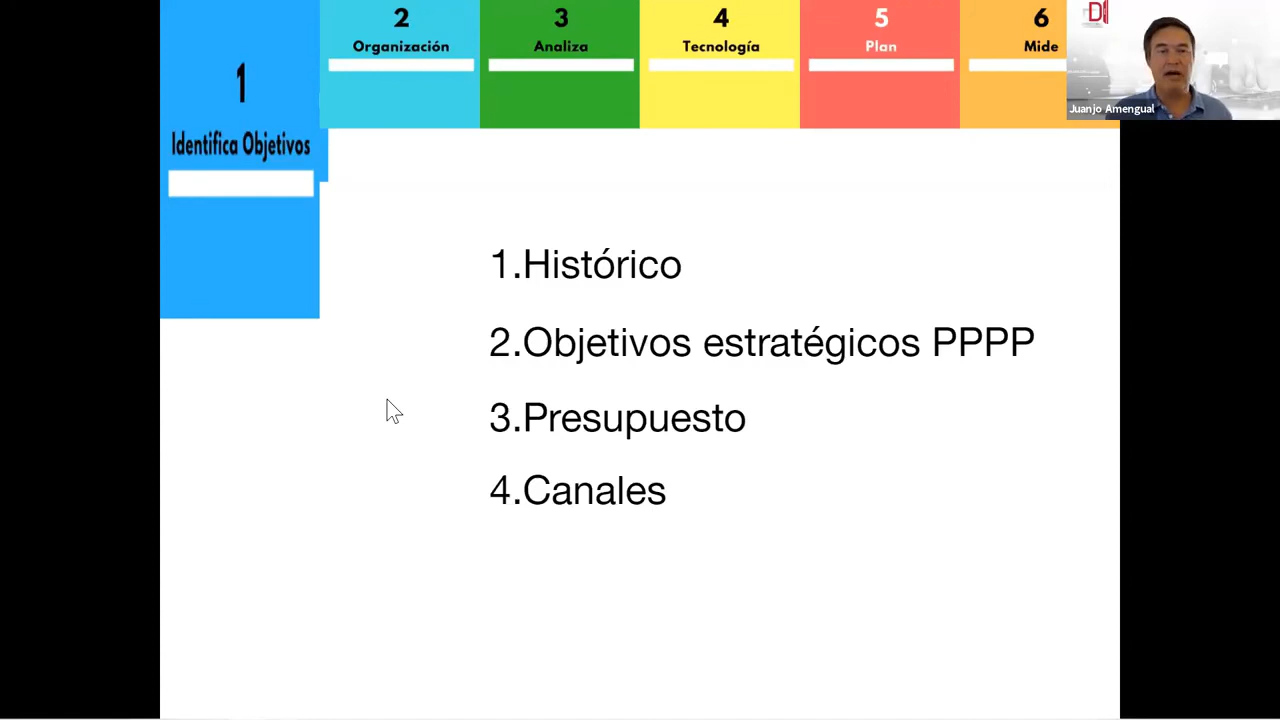 1
Identifica Objetivos
2
Organización
3
Analiza
4
Tecnología
5
Plan
6
Mide
D
Juanjo Amengual
1.Histórico
2.Objetivos estratégicos PPPP
3.Presupuesto
4.Canales